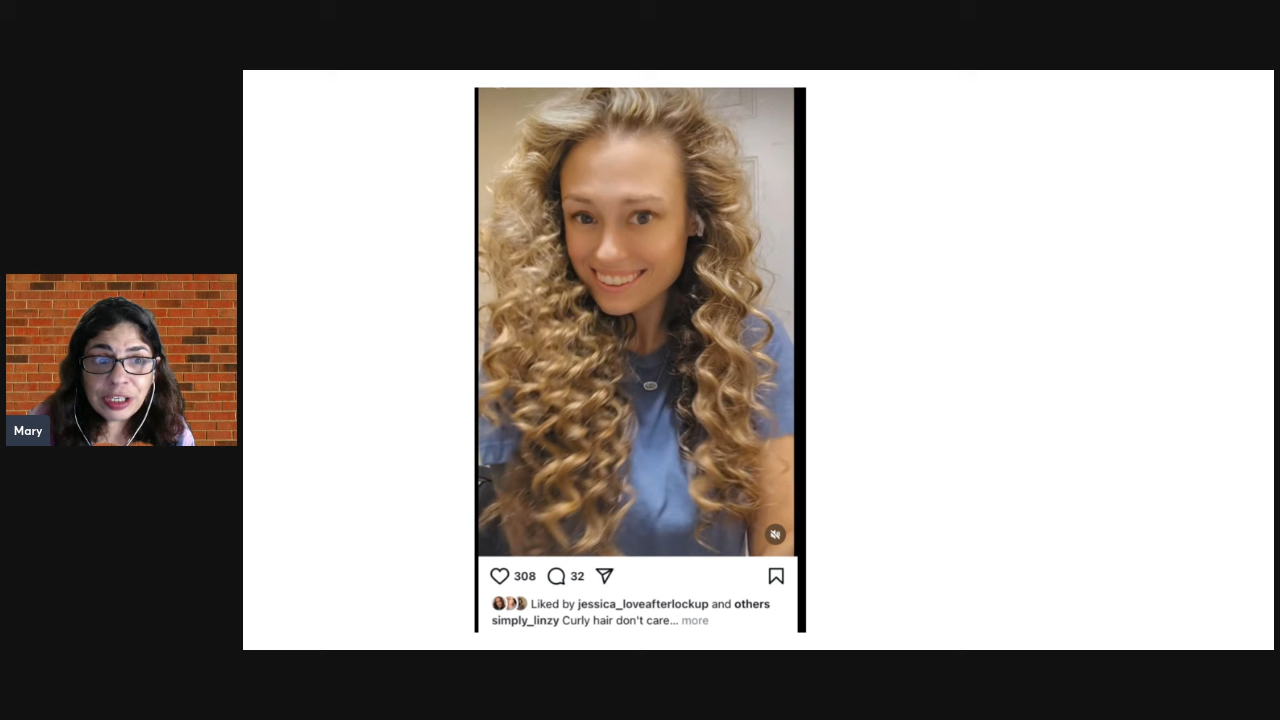 Mary
308 32
Liked by jessica_loveafterlockup and others
simply_linzy Curly hair don't care... more